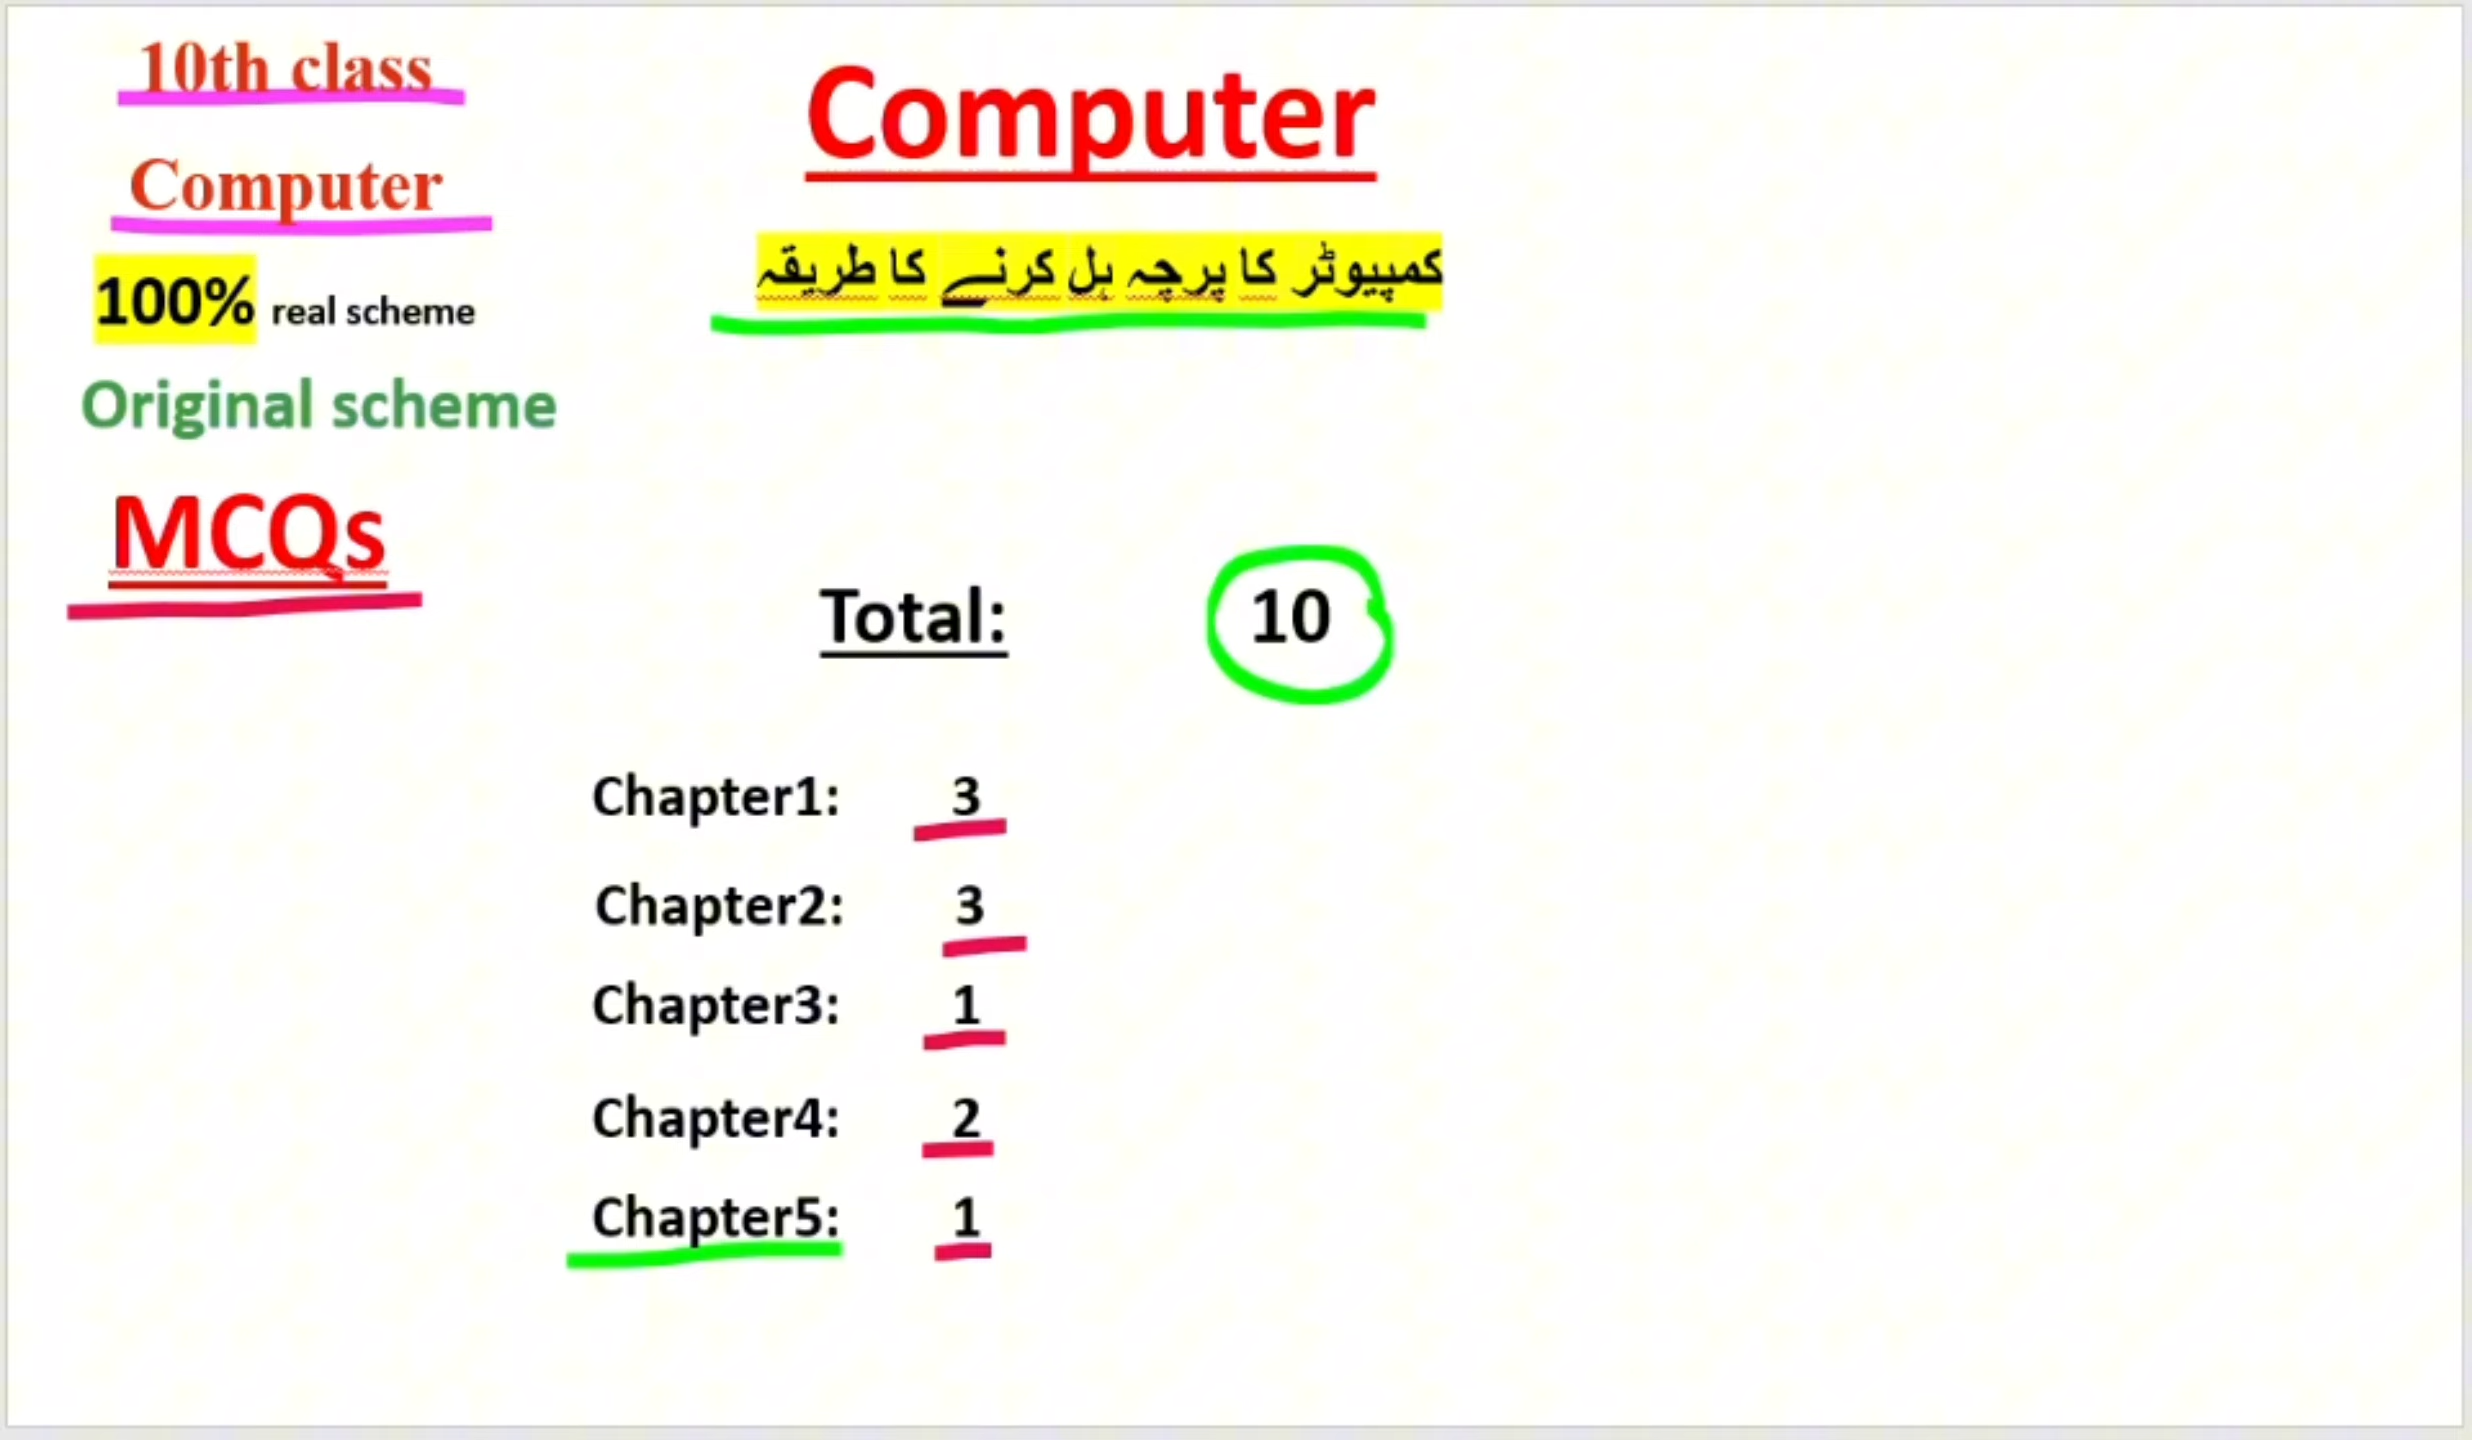 10th class
Computer
100% real scheme
Original scheme
MCQs
Computer
کمپیوٹر کا پرچہ ہل کرنے کا طریقہ
Total: 10
Chapter1: 3
Chapter2: 3
Chapter3: 1
Chapter4: 2
Chapter5: 1